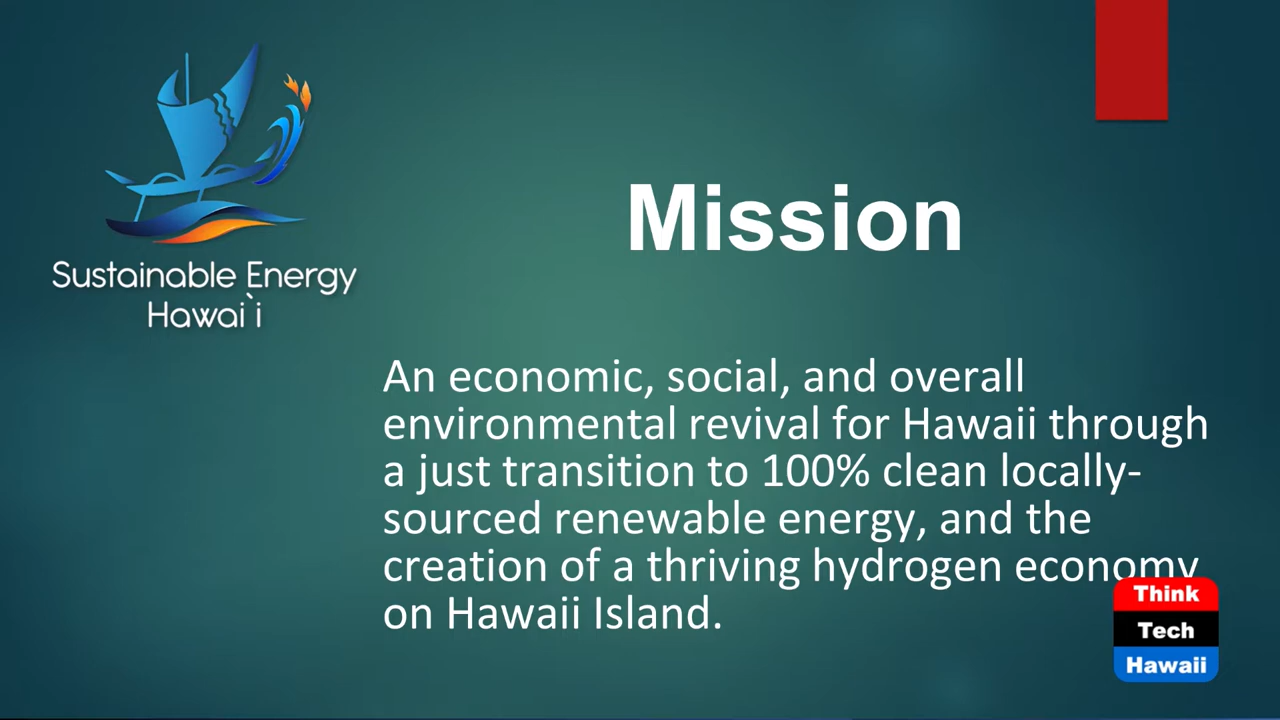 Sustainable Energy
Hawai`i
Mission
An economic, social, and overall
environmental revival for Hawaii through
a just transition to 100% clean locally-
sourced renewable energy, and the
creation of a thriving hydrogen economy
on Hawaii Island.
Think
Tech
Hawaii